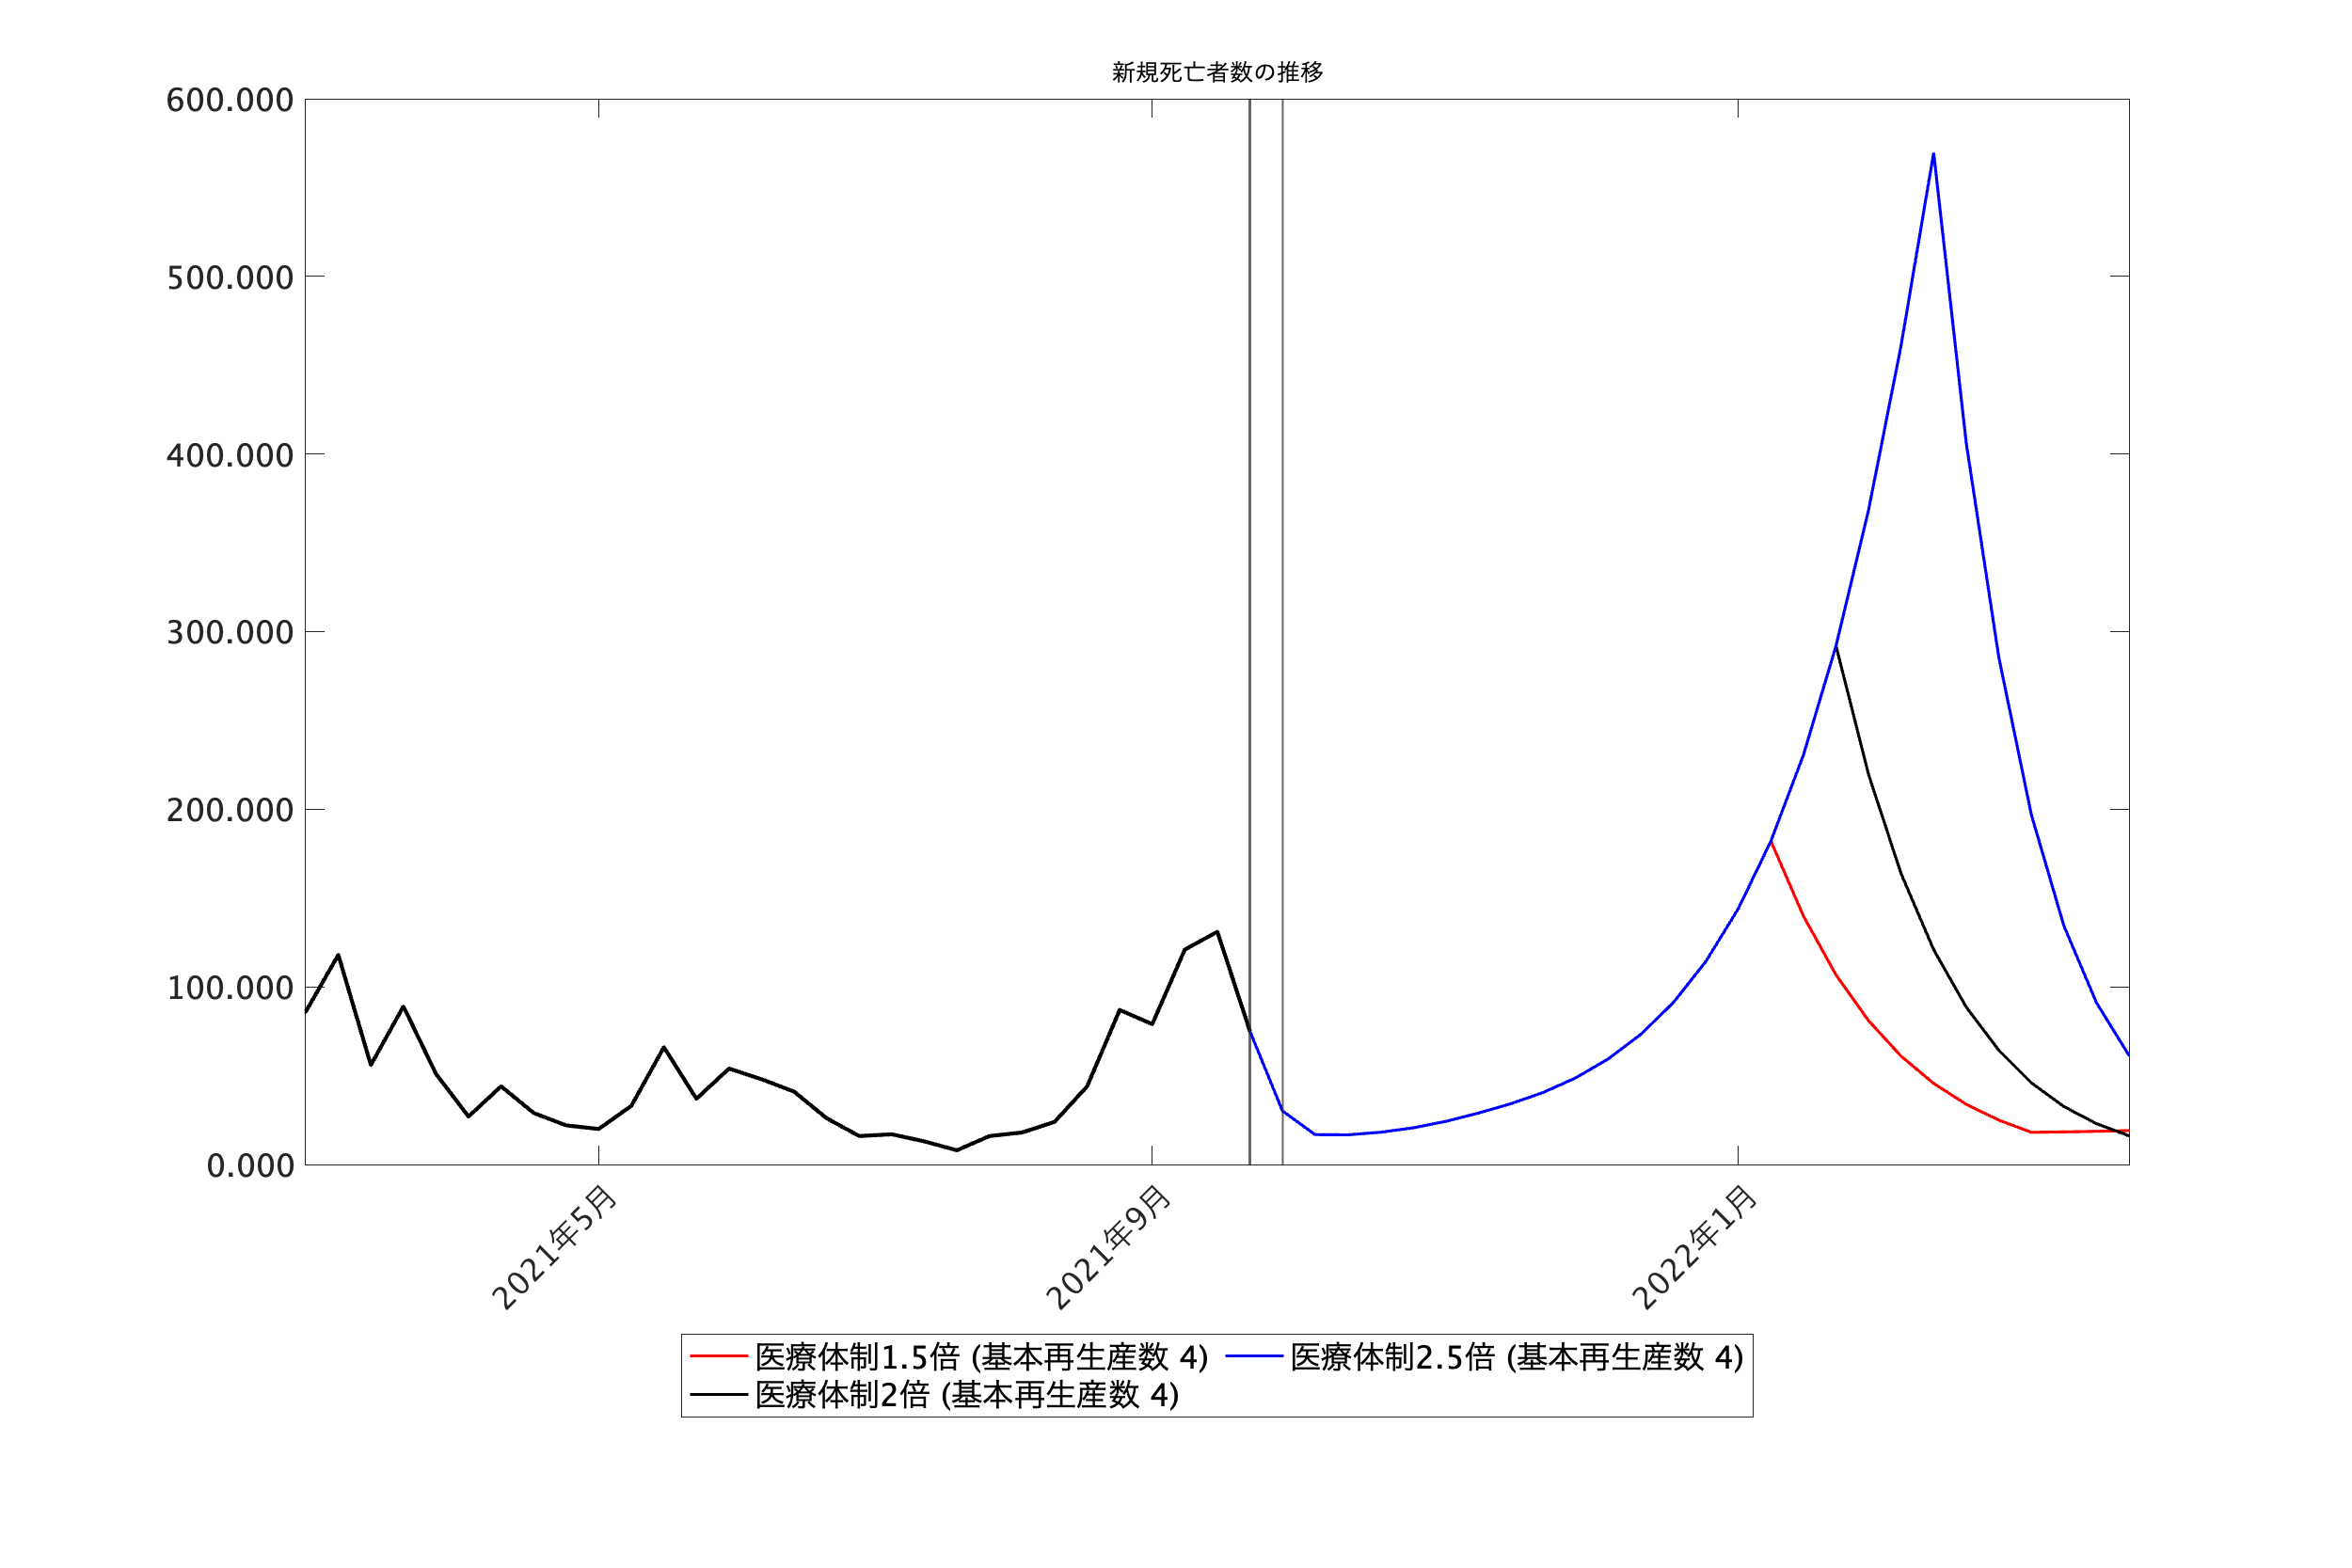 新規死亡者数の推移
600.000
500.000
400.000
300.000
200.000
100.000
0.000
2021年5月
2021年9月
2022年1月
医療体制1.5倍 (基本再生産数 4)
医療体制2.5倍 (基本再生産数 4)
医療体制2倍 (基本再生産数 4)